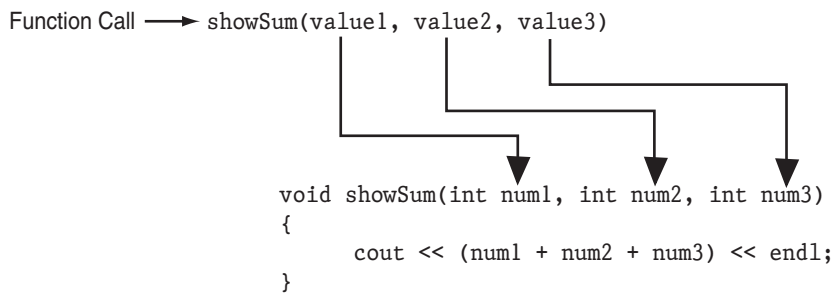 Function Call showSum(value1, value2, value3)
void showSum(int num1, int num2, int num3)
{
cout << (num1 + num2 + num3) << endl;
}